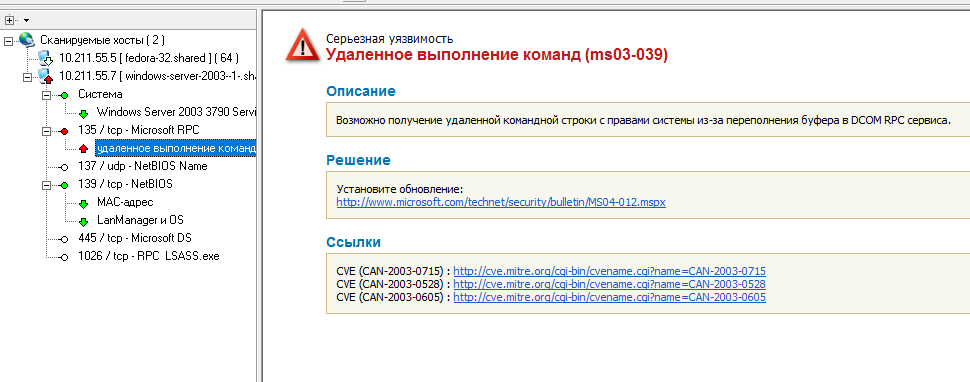 Сканируемые хосты ( 2 )
10.211.55.5 [ fedora-32.shared ] ( 64 )
10.211.55.7 [ windows-server-2003--1-.sha
Система
Windows Server 2003 3790 Servi
135 / tcp - Microsoft RPC
удаленное выполнение команд
137 / udp - NetBIOS Name
139 / tcp - NetBIOS
MAC-адрес
LanManager и OS
445 / tcp - Microsoft DS
1026 / tcp - RPC LSASS.exe
Серьезная уязвимость
Удаленное выполнение команд (ms03-039)
Описание
Возможно получение удаленной командной строки с правами системы из-за переполнения буфера в DCOM RPC сервиса.
Решение
Установите обновление:
http://www.microsoft.com/technet/security/bulletin/MS04-012.mspx
Ссылки
CVE (CAN-2003-0715) : http://cve.mitre.org/cgi-bin/cvename.cgi?name=CAN-2003-0715
CVE (CAN-2003-0528) : http://cve.mitre.org/cgi-bin/cvename.cgi?name=CAN-2003-0528
CVE (CAN-2003-0605) : http://cve.mitre.org/cgi-bin/cvename.cgi?name=CAN-2003-0605